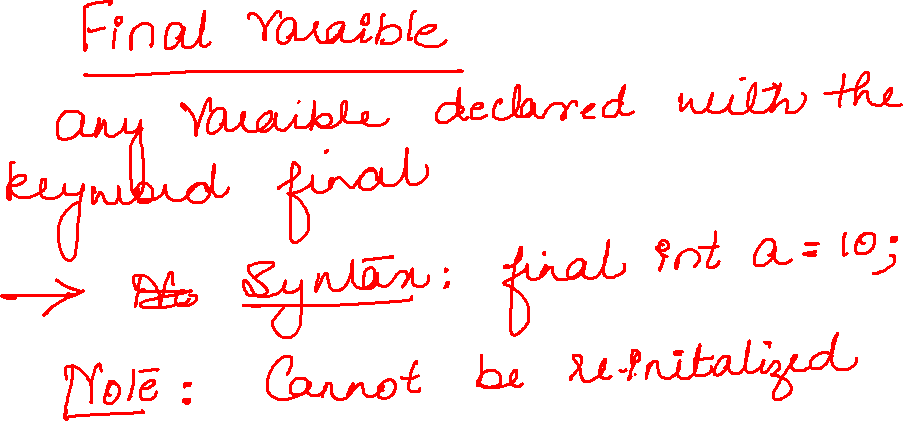 Final Varaible
any Varaible declared with the
keyword final
→ Syntax: final int a = 10;
Note: Cannot be re-initalized